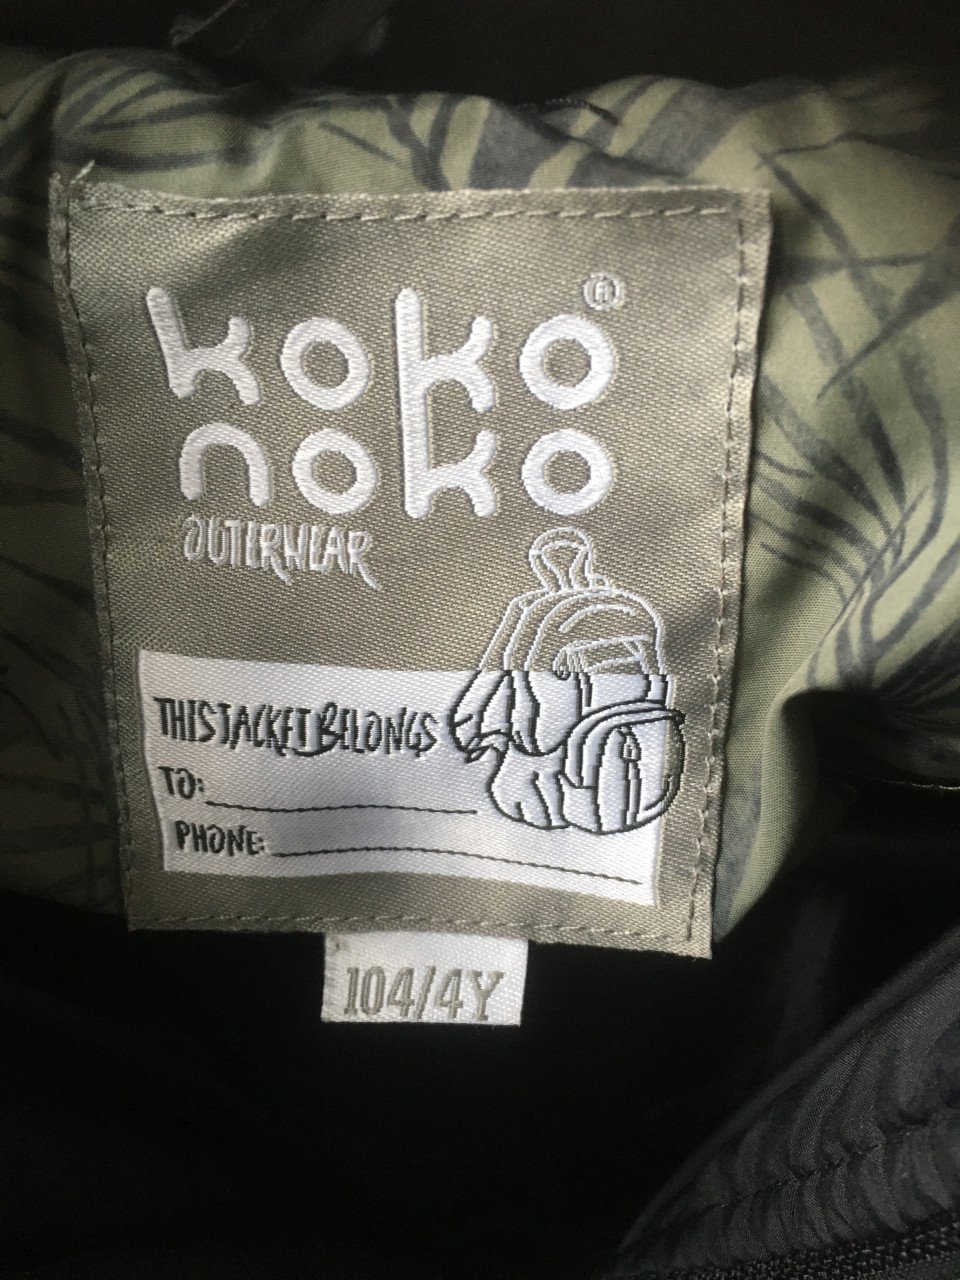 koko®
noko
OUTERWEAR
THIS JACKET BELONGS
TO:
PHONE:
104/4Y